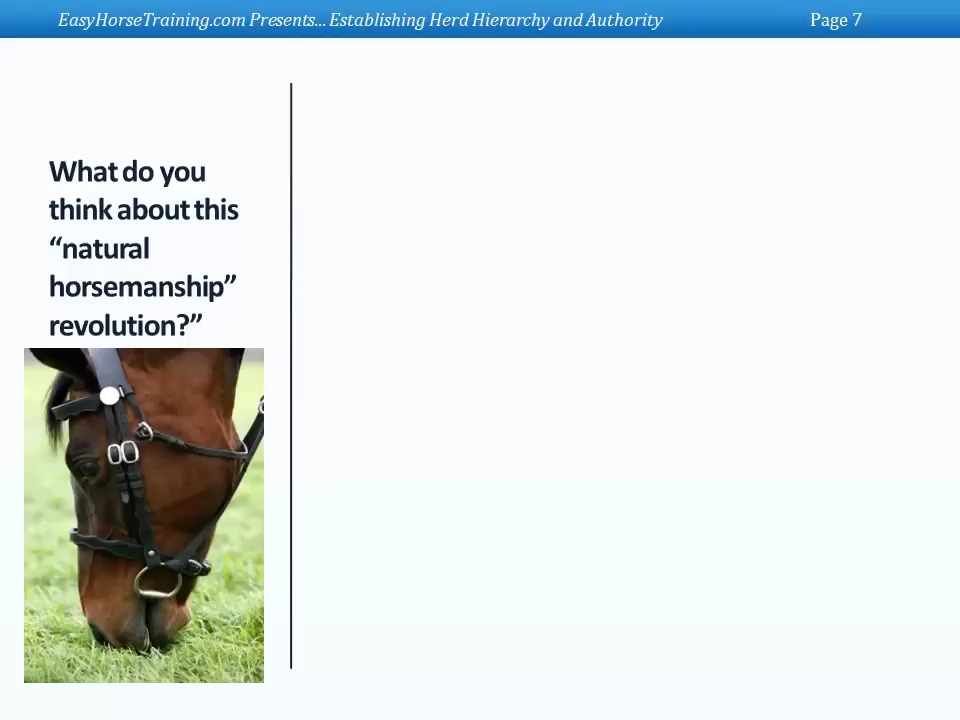 EasyHorseTraining.com Presents... Establishing Herd Hierarchy and Authority Page 7
What do you
think about this
“natural
horsemanship”
revolution?”